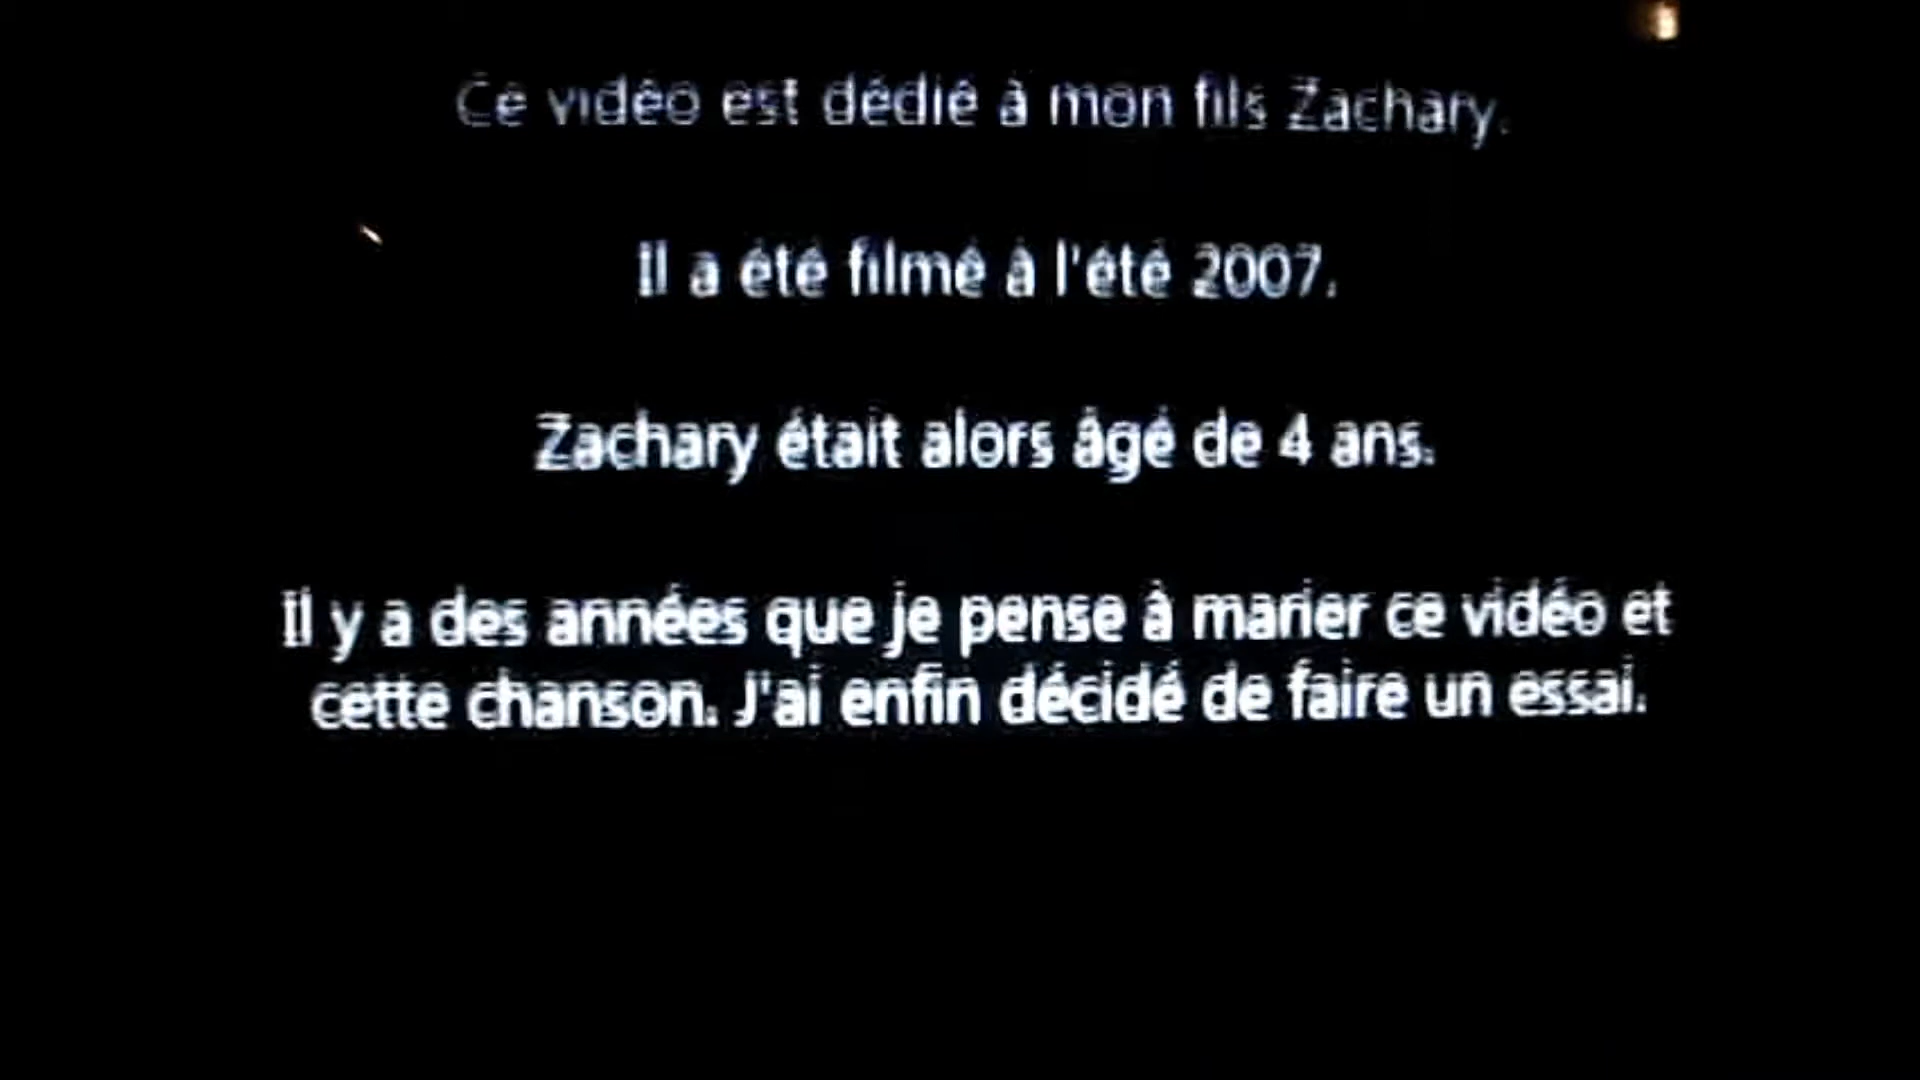 Ce vidéo est dédié à mon fils Zachary.
Il a été filmé à l'été 2007.
Zachary était alors âgé de 4 ans.
Il y a des années que je pense à marier ce vidéo et
cette chanson. J'ai enfin décidé de faire un essai.